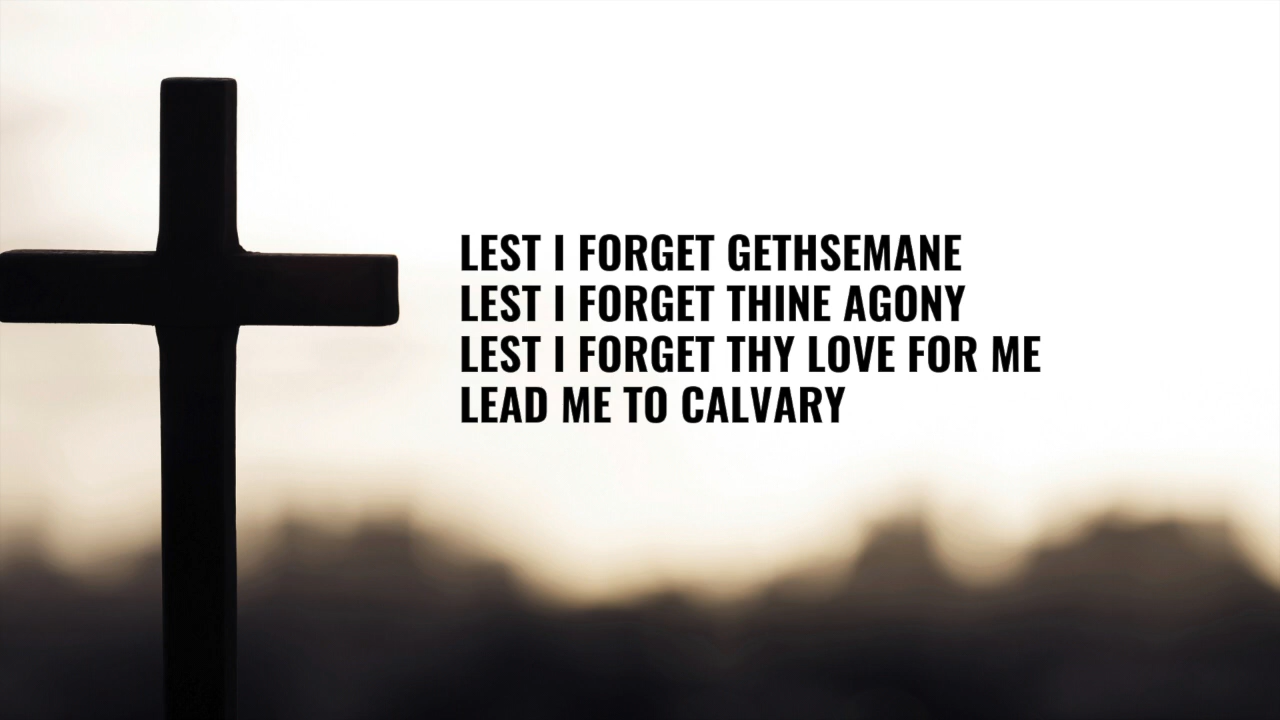 LEST I FORGET GETHSEMANE
LEST I FORGET THINE AGONY
LEST I FORGET THY LOVE FOR ME
LEAD ME TO CALVARY